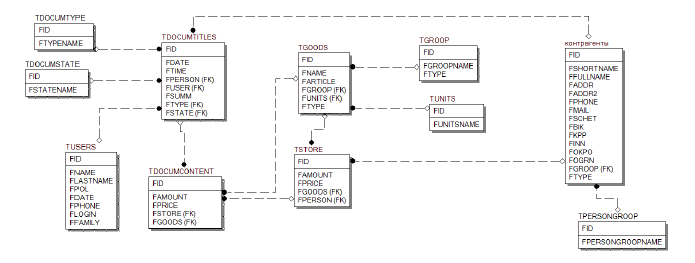 TDOCUMTYPE
FID
FTYPENAME
TDOCUMSTATE
FID
FSTATENAME
TDOCUMTITLES
FID
FDATE
FTIME
FPERSON (FK)
FUSER (FK)
FSUMM
FTYPE (FK)
FSTATE (FK)
TUSERS
FID
FNAME
FLASTNAME
FPOL
FDATE
FPHONE
FLOGIN
FFAMILY
TDOCUMCONTENT
FID
FAMOUNT
FPRICE
FSTORE (FK)
FGOODS (FK)
TGOODS
FID
FNAME
FARTICLE
FGROUP (FK)
FUNITS (FK)
FTYPE
TSTORE
FID
FAMOUNT
FPRICE
FGOODS (FK)
FPERSON (FK)
TGROOP
FID
FGROOPNAME
FTYPE
TUNITS
FID
FUNITSNAME
контрагенты
FID
FSHORTNAME
FFULLNAME
FADDR
FADDR2
FPHONE
FMAIL
FSCHET
FBIK
FKPP
FINN
FOKPO
FOGRN
FGROOP (FK)
FTYPE
TPERSONGROOP
FID
FPERSONGROOPNAME